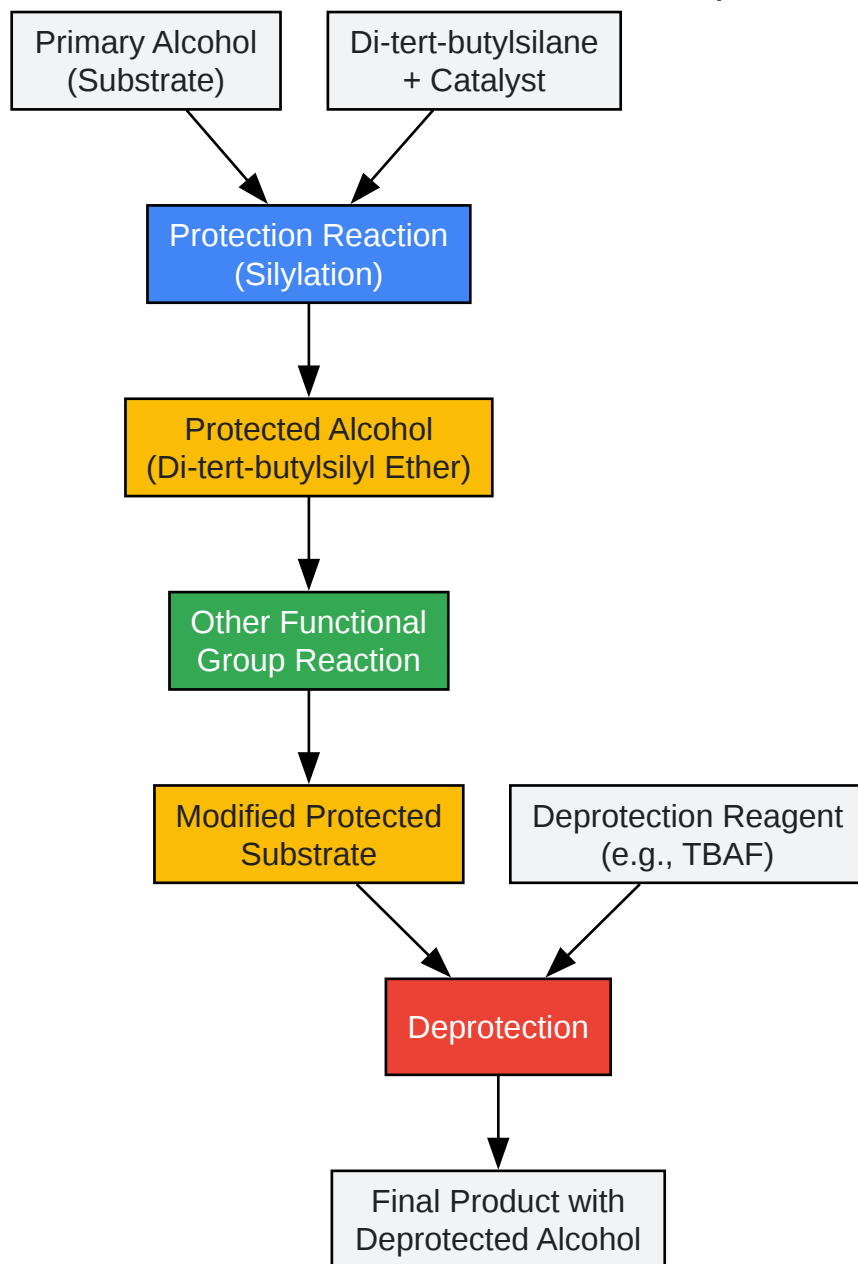 Primary Alcohol
(Substrate)
Di-tert-butylsilane
+ Catalyst
Protection Reaction
(Silylation)
Protected Alcohol
(Di-tert-butylsilyl Ether)
Other Functional
Group Reaction
Modified Protected
Substrate
Deprotection Reagent
(e.g., TBAF)
Deprotection
Final Product with
Deprotected Alcohol